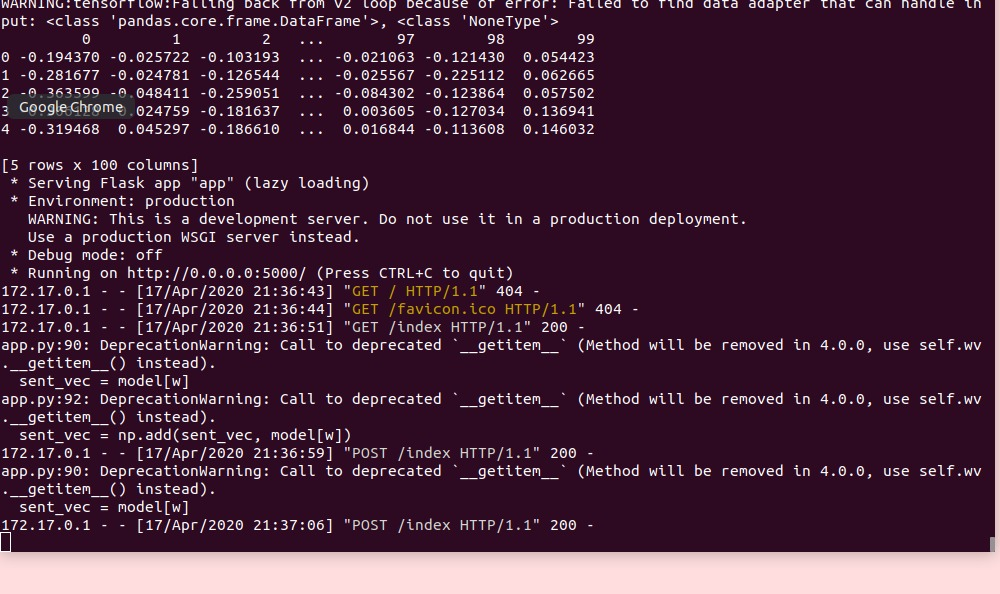 WARNING:tensorflow:Falling back from v2 loop because of error: Failed to find data adapter that can handle in
put: <class 'pandas.core.frame.DataFrame'>, <class 'NoneType'>
0 1 2 ... 97 98 99
0 -0.194370 -0.025722 -0.103193 ... -0.021063 -0.121430 0.054423
1 -0.281677 -0.024781 -0.126544 ... -0.025567 -0.225112 0.062665
2 -0.363599 -0.048411 -0.259051 ... -0.084302 -0.123864 0.057502
Google Chrome
3 0.024759 -0.181637 ... 0.003605 -0.127034 0.136941
4 -0.319468 0.045297 -0.186610 ... 0.016844 -0.113608 0.146032
[5 rows x 100 columns]
* Serving Flask app "app" (lazy loading)
* Environment: production
WARNING: This is a development server. Do not use it in a production deployment.
Use a production WSGI server instead.
* Debug mode: off
* Running on http://0.0.0.0:5000/ (Press CTRL+C to quit)
172.17.0.1 - - [17/Apr/2020 21:36:43] "GET / HTTP/1.1" 404 -
172.17.0.1 - - [17/Apr/2020 21:36:44] "GET /favicon.ico HTTP/1.1" 404 -
172.17.0.1 - - [17/Apr/2020 21:36:51] "GET /index HTTP/1.1" 200 -
app.py:90: DeprecationWarning: Call to deprecated `__getitem__` (Method will be removed in 4.0.0, use self.wv
.__getitem__() instead).
sent_vec = model[w]
app.py:92: DeprecationWarning: Call to deprecated `__getitem__` (Method will be removed in 4.0.0, use self.wv
.__getitem__() instead).
sent_vec = np.add(sent_vec, model[w])
172.17.0.1 - - [17/Apr/2020 21:36:59] "POST /index HTTP/1.1" 200 -
app.py:90: DeprecationWarning: Call to deprecated `__getitem__` (Method will be removed in 4.0.0, use self.wv
.__getitem__() instead).
sent_vec = model[w]
172.17.0.1 - - [17/Apr/2020 21:37:06] "POST /index HTTP/1.1" 200 -